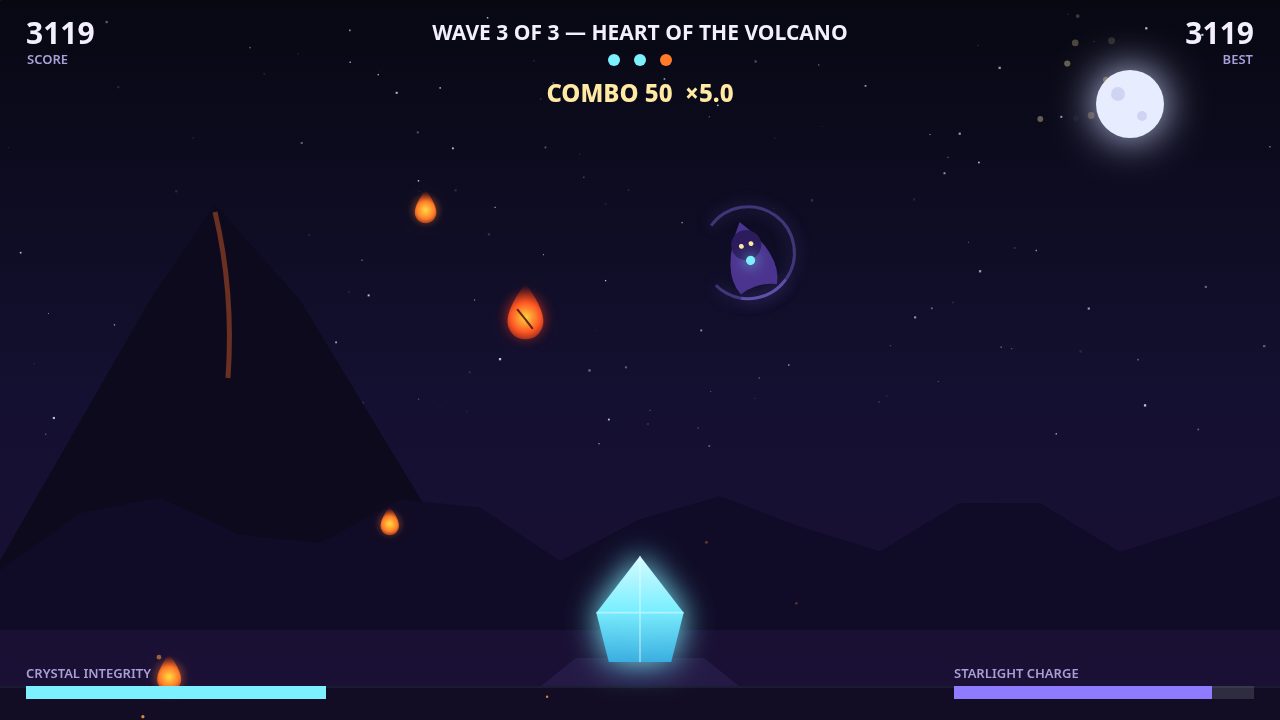 3119
SCORE
WAVE 3 OF 3 — HEART OF THE VOLCANO
COMBO 50 ×5.0
3119
BEST
CRYSTAL INTEGRITY
STARLIGHT CHARGE